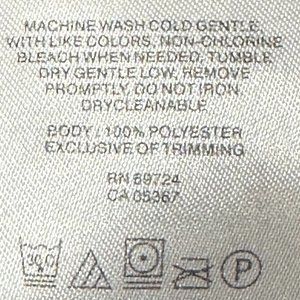 MACHINE WASH COLD GENTLE
WITH LIKE COLORS, NON-CHLORINE
BLEACH WHEN NEEDED, TUMBLE
DRY GENTLE LOW, REMOVE
PROMPTLY, DO NOT IRON,
DRYCLEANABLE
BODY : 100% POLYESTER
EXCLUSIVE OF TRIMMING
RN 69724
CA 05367
30 C P